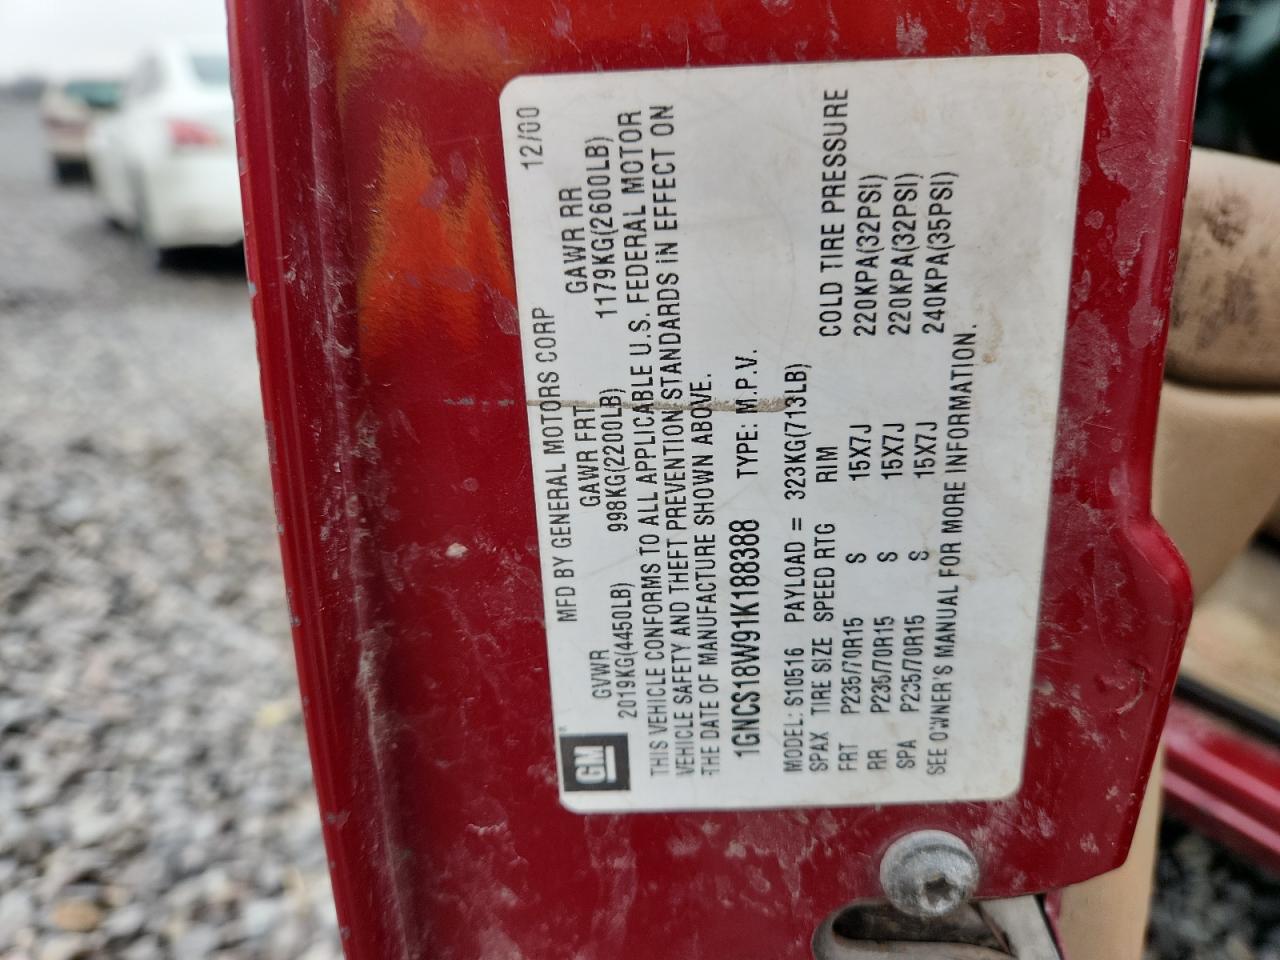 GM
MFD BY GENERAL MOTORS CORP 12/00
GVWR GAWR FRT GAWR RR
2019KG(4450LB) 998KG(2200LB) 1179KG(2600LB)
THIS VEHICLE CONFORMS TO ALL APPLICABLE U.S. FEDERAL MOTOR
VEHICLE SAFETY AND THEFT PREVENTION STANDARDS IN EFFECT ON
THE DATE OF MANUFACTURE SHOWN ABOVE.
1GNCS18W91K188388 TYPE: M.P.V.
MODEL: S10516 PAYLOAD = 323KG(713LB)
SPAX TIRE SIZE SPEED RTG RIM COLD TIRE PRESSURE
FRT P235/70R15 S 15X7J 220KPA(32PSI)
RR P235/70R15 S 15X7J 220KPA(32PSI)
SPA P235/70R15 S 15X7J 240KPA(35PSI)
SEE OWNER'S MANUAL FOR MORE INFORMATION.